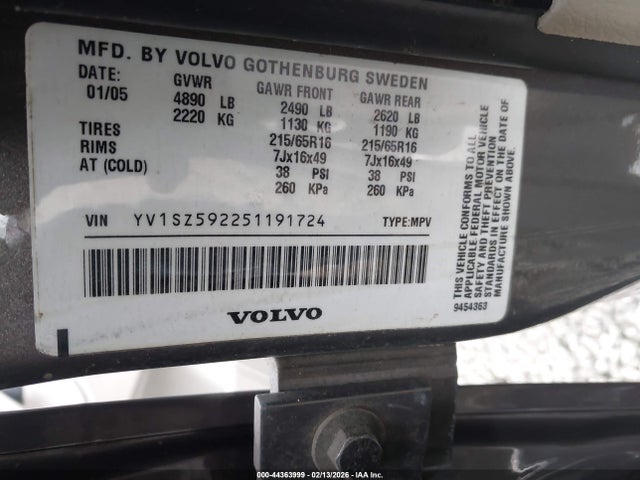 MFD. BY VOLVO GOTHENBURG SWEDEN
DATE: GVWR GAWR FRONT GAWR REAR
01/05 4890 LB 2490 LB 2620 LB
2220 KG 1130 KG 1190 KG
TIRES 215/65R16 215/65R16
RIMS 7Jx16x49 7Jx16x49
AT (COLD) 38 PSI 38 PSI
260 KPa 260 KPa
VIN YV1SZ592251191724 TYPE:MPV
VOLVO
THIS VEHICLE CONFORMS TO ALL
APPLICABLE FEDERAL MOTOR VEHICLE
SAFETY AND THEFT PREVENTION
STANDARDS IN EFFECT ON THE DATE OF
MANUFACTURE SHOWN ABOVE.
9454363
000-44363999 - 02/13/2026 - IAA Inc.